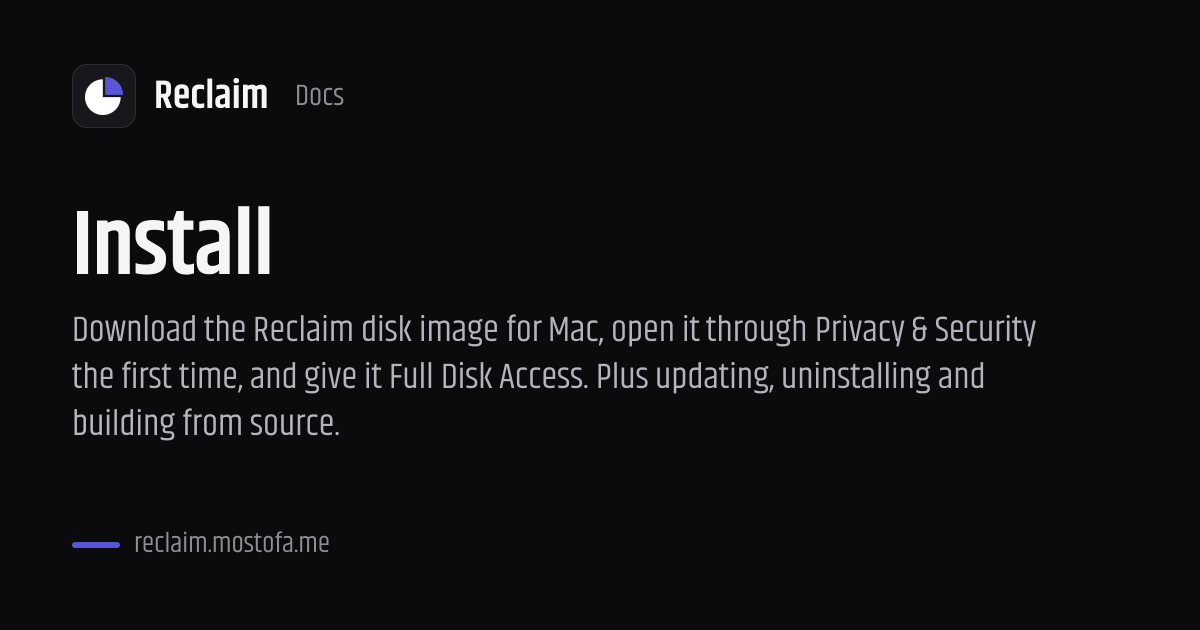 Reclaim Docs
Install
Download the Reclaim disk image for Mac, open it through Privacy & Security
the first time, and give it Full Disk Access. Plus updating, uninstalling and
building from source.
reclaim.mostofa.me